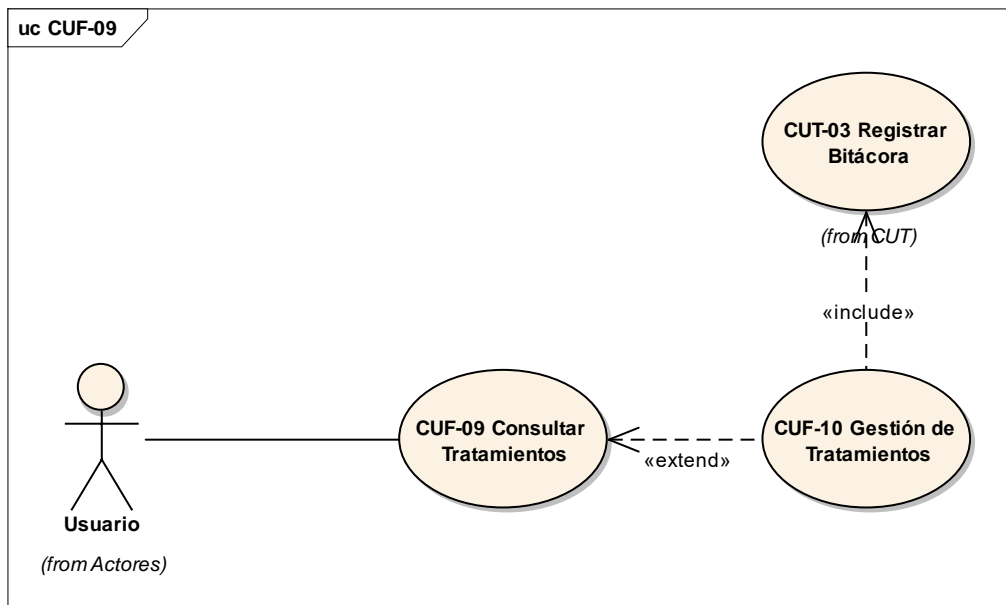 uc CUF-09
CUT-03 Registrar
Bitácora
(from CUT)
«include»
CUF-09 Consultar
Tratamientos
«extend»
CUF-10 Gestión de
Tratamientos
Usuario
(from Actores)